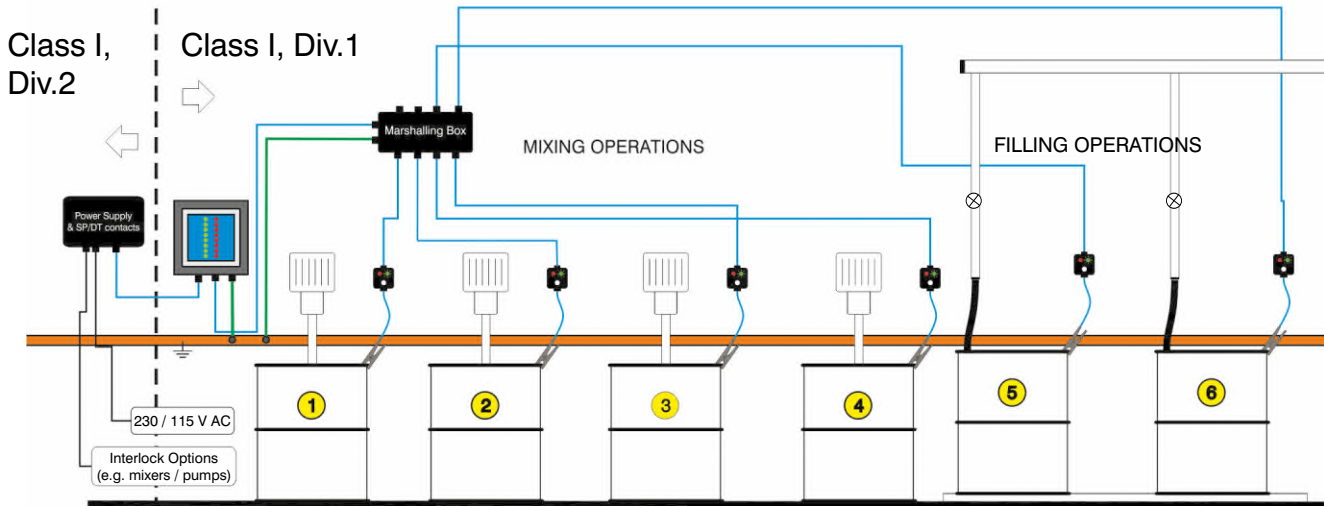 Class I,
Div.2
Class I, Div.1
Marshalling Box
MIXING OPERATIONS
FILLING OPERATIONS
Power Supply
& SP/DT contacts
1
2
3
4
5
6
230 / 115 V AC
Interlock Options
(e.g. mixers / pumps)